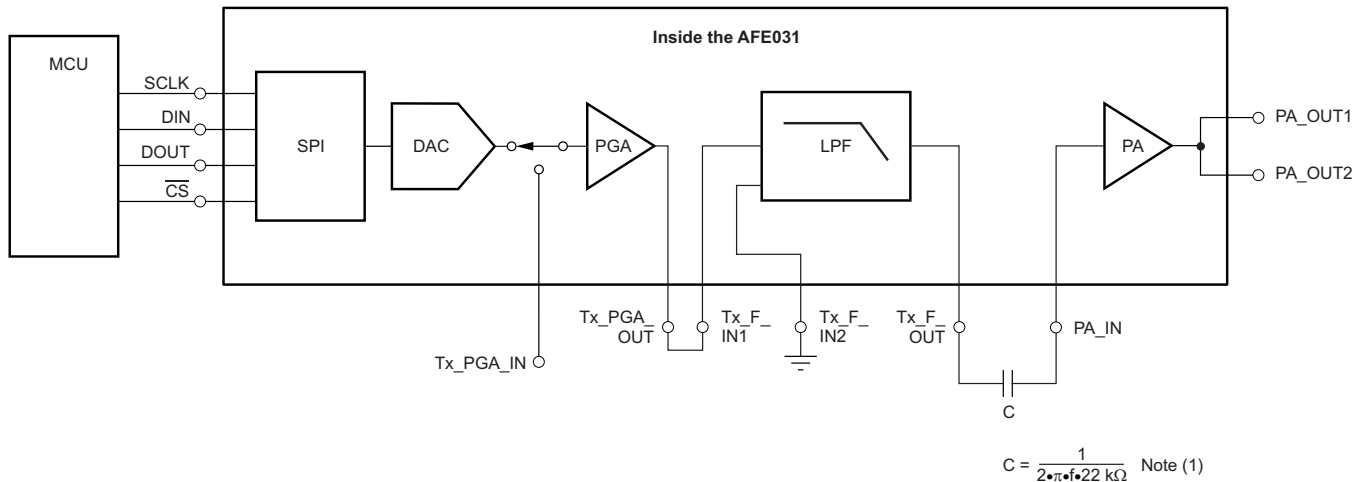 Inside the AFE031
MCU
SCLK
DIN
DOUT
CS
SPI
DAC
PGA
LPF
PA
PA_OUT1
PA_OUT2
Tx_PGA_IN
Tx_PGA_
OUT
Tx_F_
IN1
Tx_F_
IN2
Tx_F_
OUT
PA_IN
C
C = 1 / 2•π•f•22 kΩ Note (1)